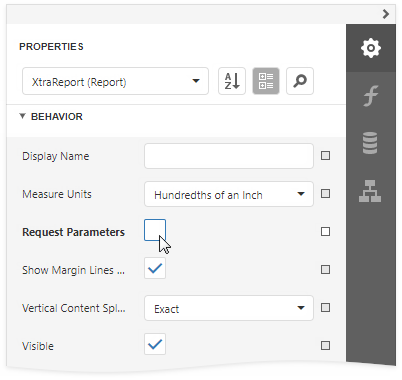 PROPERTIES
XtraReport (Report)
A
Z
BEHAVIOR
Display Name
Measure Units
Hundredths of an Inch
Request Parameters
Show Margin Lines ...
Vertical Content Spl...
Exact
Visible